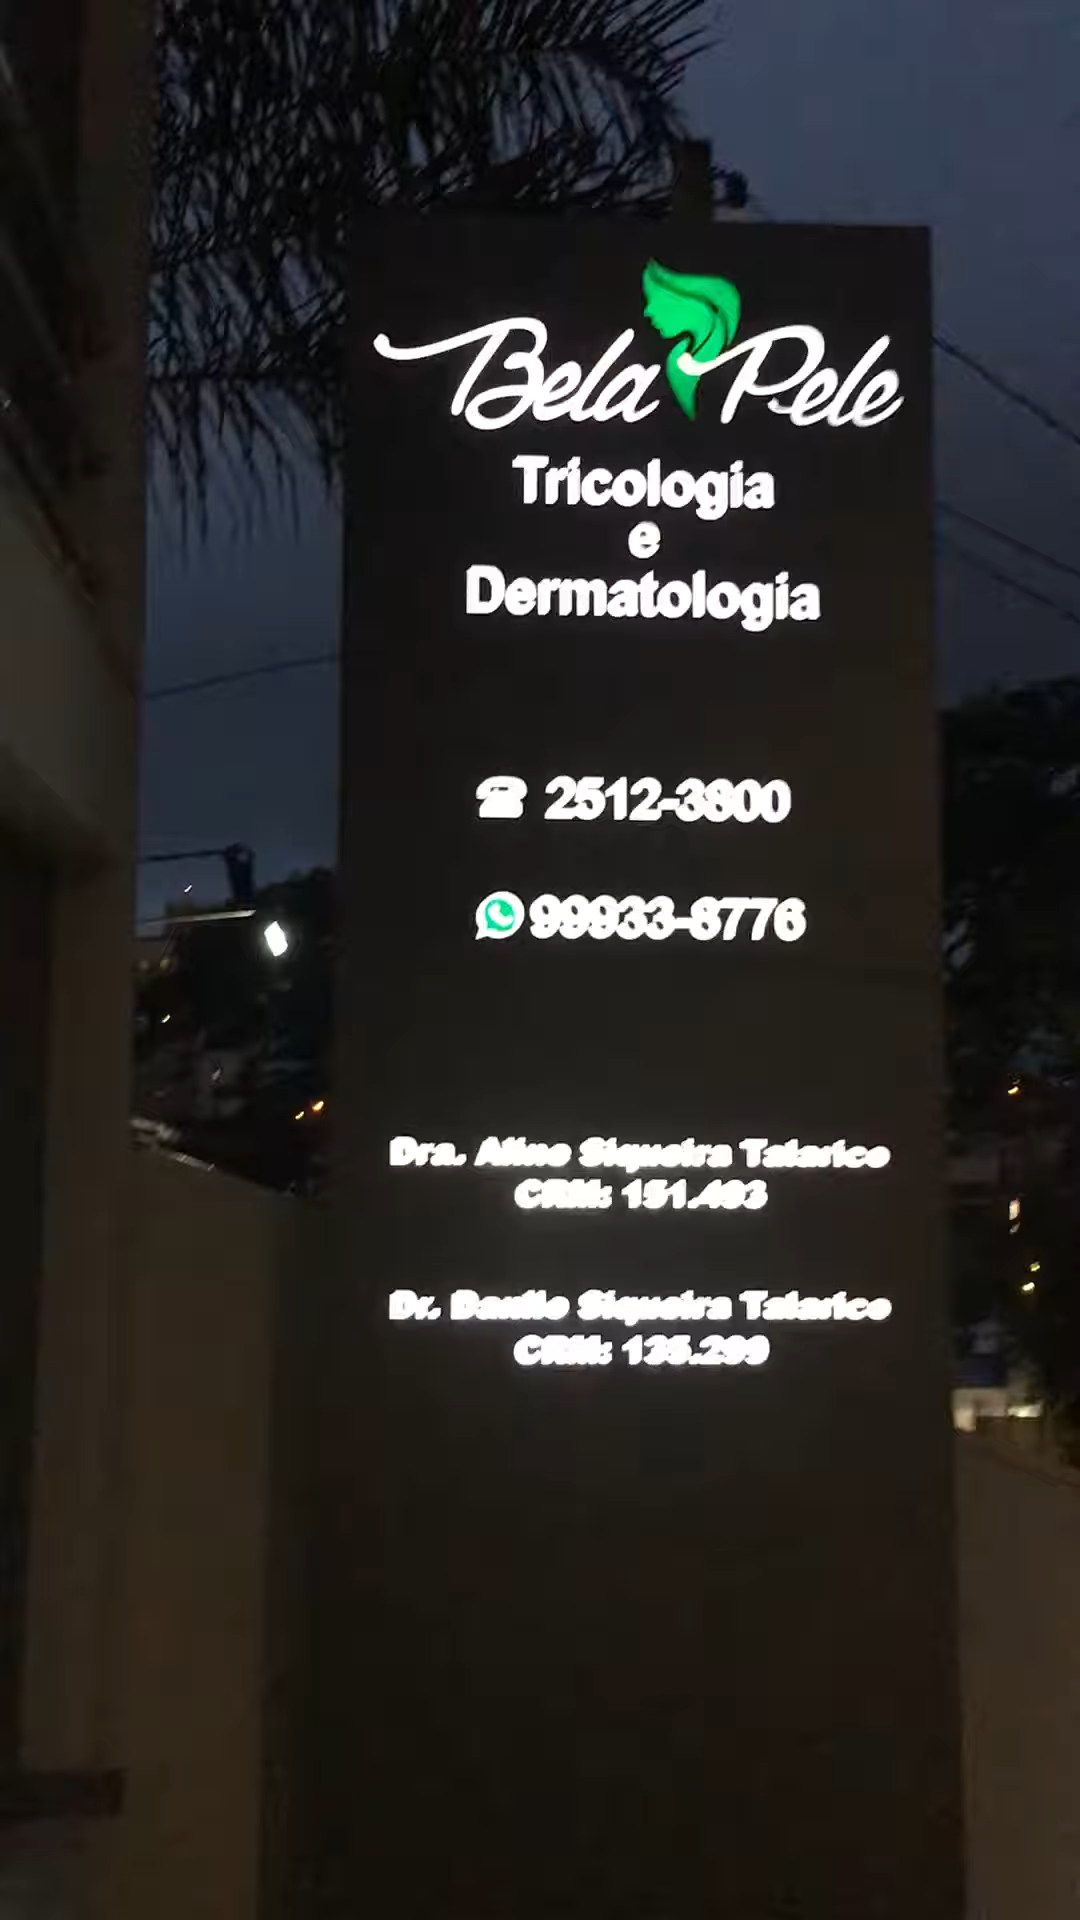 Bela Pele
Tricologia
e
Dermatologia
2512-3800
99933-8776
Dra. Aline Siqueira Talarico
CRM: 151.493
Dr. Danilo Siqueira Talarico
CRM: 135.299